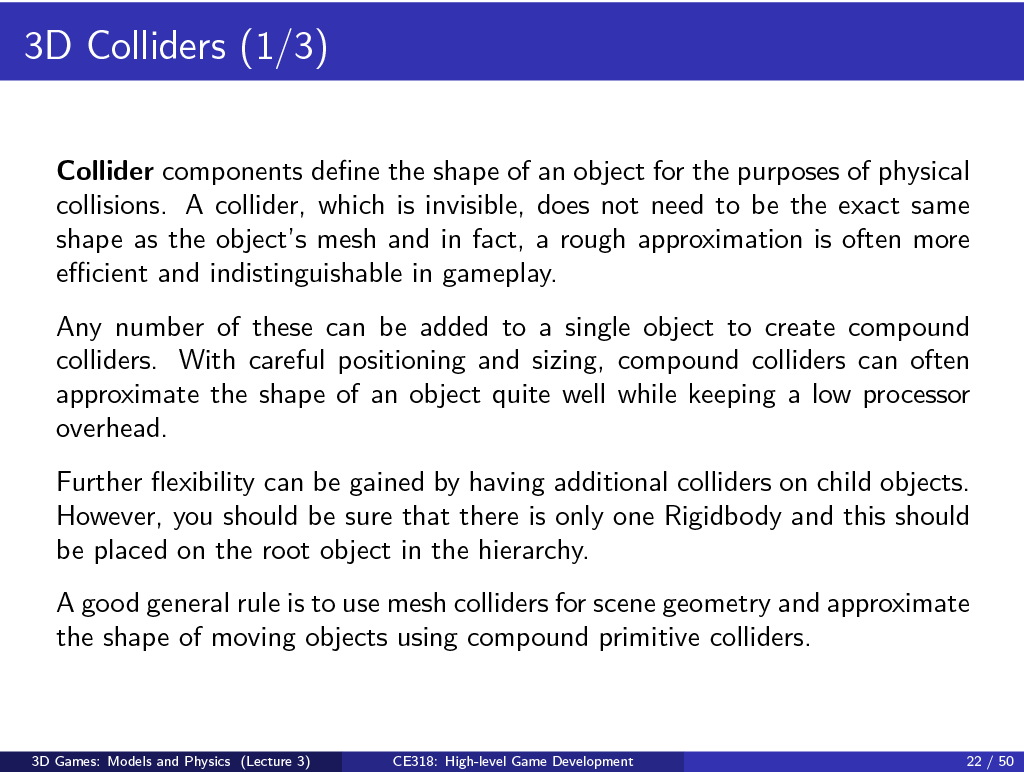 3D Colliders (1/3)
Collider components define the shape of an object for the purposes of physical
collisions. A collider, which is invisible, does not need to be the exact same
shape as the object's mesh and in fact, a rough approximation is often more
efficient and indistinguishable in gameplay.
Any number of these can be added to a single object to create compound
colliders. With careful positioning and sizing, compound colliders can often
approximate the shape of an object quite well while keeping a low processor
overhead.
Further flexibility can be gained by having additional colliders on child objects.
However, you should be sure that there is only one Rigidbody and this should
be placed on the root object in the hierarchy.
A good general rule is to use mesh colliders for scene geometry and approximate
the shape of moving objects using compound primitive colliders.
3D Games: Models and Physics (Lecture 3) CE318: High-level Game Development 22 / 50